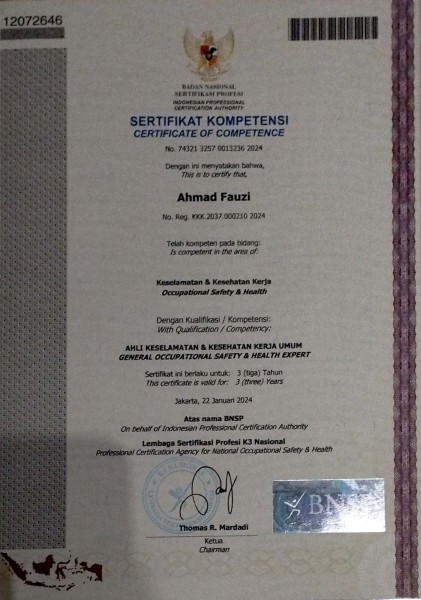 12072646
BADAN NASIONAL
SERTIFIKASI PROFESI
INDONESIAN PROFESSIONAL
CERTIFICATION AUTHORITY
SERTIFIKAT KOMPETENSI
CERTIFICATE OF COMPETENCE
No. 74321 3257 0013236 2024
Dengan ini menyatakan bahwa,
This is to certify that,
Ahmad Fauzi
No. Reg. KKK.2037.000210 2024
Telah kompeten pada bidang:
Is competent in the area of:
Keselamatan & Kesehatan Kerja
Occupational Safety & Health
Dengan Kualifikasi / Kompetensi:
With Qualification / Competency:
AHLI KESELAMATAN & KESEHATAN KERJA UMUM
GENERAL OCCUPATIONAL SAFETY & HEALTH EXPERT
Sertifikat ini berlaku untuk: 3 (tiga) Tahun
This certificate is valid for: 3 (three) Years
Jakarta, 22 Januari 2024
Atas nama BNSP
On behalf of Indonesian Professional Certification Authority
Lembaga Sertifikasi Profesi K3 Nasional
Professional Certification Agency for National Occupational Safety & Health
BNSP
Thomas R. Mardadi
Ketua
Chairman